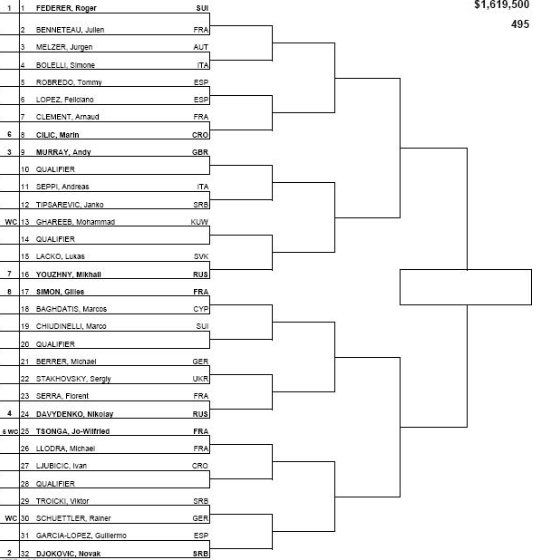 $1,619,500
495
1 1 FEDERER, Roger SUI
2 BENNETEAU, Julien FRA
3 MELZER, Jurgen AUT
4 BOLELLI, Simone ITA
5 ROBREDO, Tommy ESP
6 LOPEZ, Feliciano ESP
7 CLEMENT, Arnaud FRA
6 8 CILIC, Marin CRO
3 9 MURRAY, Andy GBR
10 QUALIFIER
11 SEPPI, Andreas ITA
12 TIPSAREVIC, Janko SRB
WC 13 GHAREEB, Mohammad KUW
14 QUALIFIER
15 LACKO, Lukas SVK
7 16 YOUZHNY, Mikhail RUS
8 17 SIMON, Gilles FRA
18 BAGHDATIS, Marcos CYP
19 CHIUDINELLI, Marco SUI
20 QUALIFIER
21 BERRER, Michael GER
22 STAKHOVSKY, Sergiy UKR
23 SERRA, Florent FRA
4 24 DAVYDENKO, Nikolay RUS
5 WC 25 TSONGA, Jo-Wilfried FRA
26 LLODRA, Michael FRA
27 LJUBICIC, Ivan CRO
28 QUALIFIER
29 TROICKI, Viktor SRB
WC 30 SCHUETTLER, Rainer GER
31 GARCIA-LOPEZ, Guillermo ESP
2 32 DJOKOVIC, Novak SRB